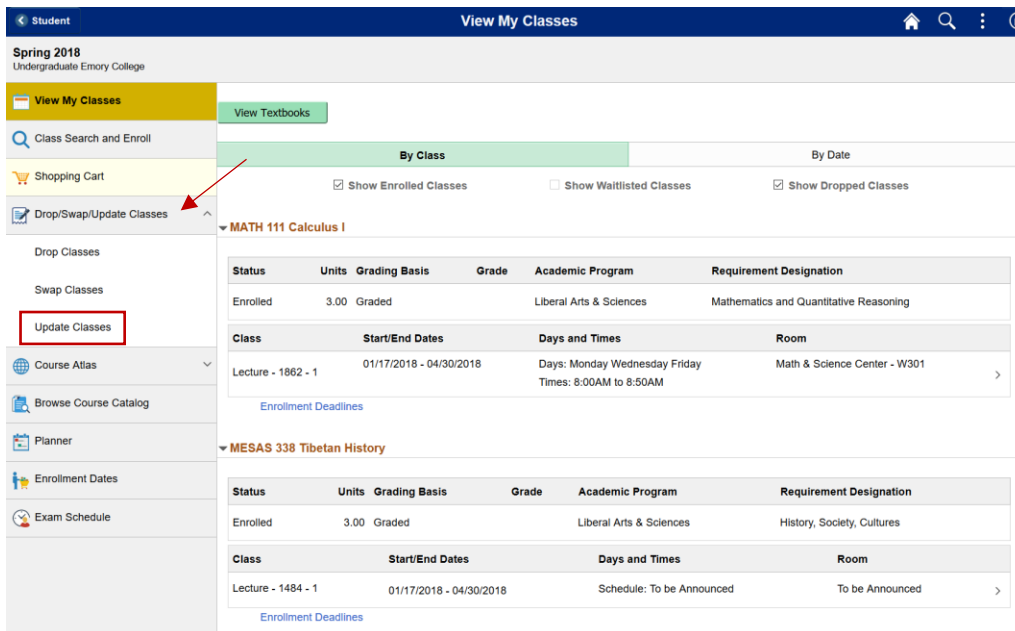 Student
View My Classes
Spring 2018
Undergraduate Emory College
View My Classes
Class Search and Enroll
Shopping Cart
Drop/Swap/Update Classes
Drop Classes
Swap Classes
Update Classes
Course Atlas
Browse Course Catalog
Planner
Enrollment Dates
Exam Schedule
View Textbooks
By Class By Date
Show Enrolled Classes Show Waitlisted Classes Show Dropped Classes
MATH 111 Calculus I
Status Units Grading Basis Grade Academic Program Requirement Designation
Enrolled 3.00 Graded Liberal Arts & Sciences Mathematics and Quantitative Reasoning
Class Start/End Dates Days and Times Room
Lecture - 1862 - 1 01/17/2018 - 04/30/2018 Days: Monday Wednesday Friday Math & Science Center - W301
Times: 8:00AM to 8:50AM
Enrollment Deadlines
MESAS 338 Tibetan History
Status Units Grading Basis Grade Academic Program Requirement Designation
Enrolled 3.00 Graded Liberal Arts & Sciences History, Society, Cultures
Class Start/End Dates Days and Times Room
Lecture - 1484 - 1 01/17/2018 - 04/30/2018 Schedule: To be Announced To be Announced
Enrollment Deadlines